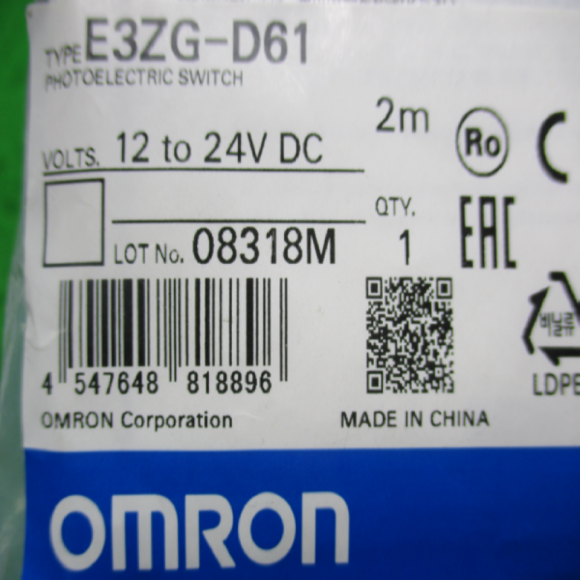 TYPE E3ZG-D61
PHOTOELECTRIC SWITCH
2m
VOLTS. 12 to 24V DC
Ro
QTY.
1
EAC
LOT No. 08318M
4 547648 818896
비닐류
LDPE
OMRON Corporation
MADE IN CHINA
OMRON